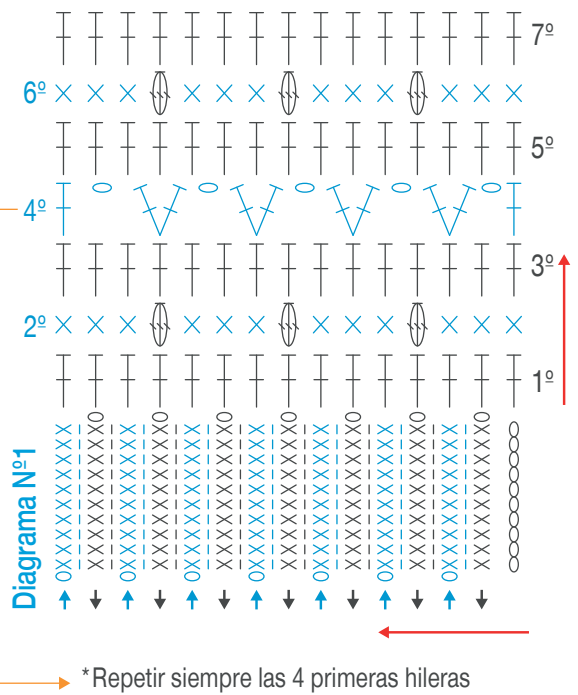 7º
6º
5º
4º
3º
2º
1º
Diagrama Nº1
*Repetir siempre las 4 primeras hileras